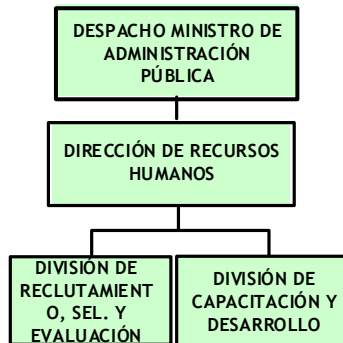 DESPACHO MINISTRO DE
ADMINISTRACIÓN
PÚBLICA
DIRECCIÓN DE RECURSOS
HUMANOS
DIVISIÓN DE
RECLUTAMIENT
O, SEL. Y
EVALUACIÓN
DIVISIÓN DE
CAPACITACIÓN Y
DESARROLLO